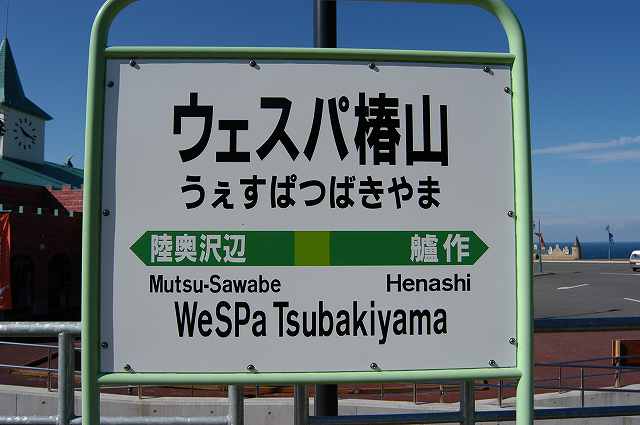 ウェスパ椿山
うぇすぱつばきやま
陸奥沢辺 艫作
Mutsu-Sawabe Henashi
WeSPa Tsubakiyama